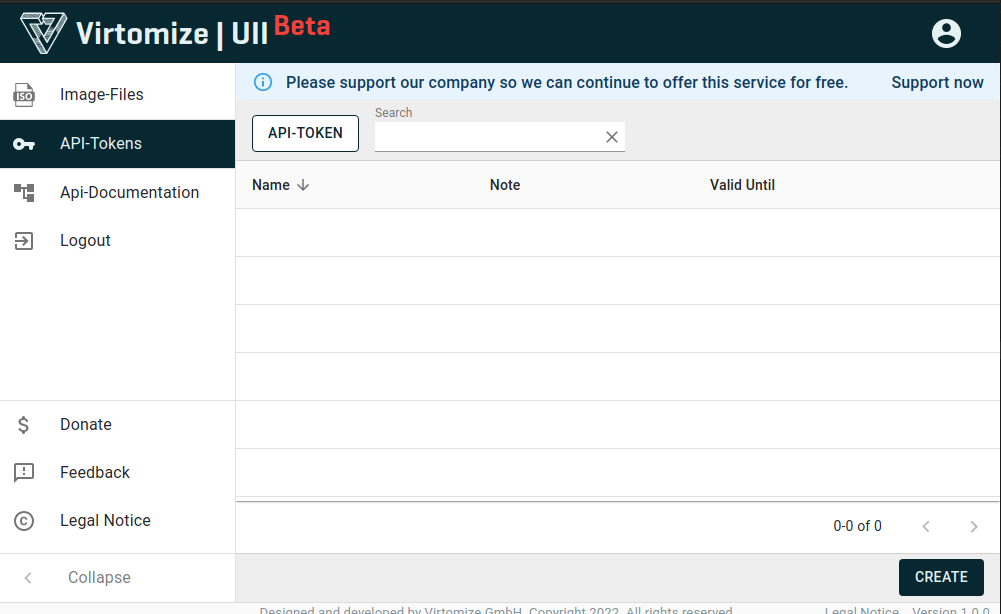 Virtomize | UII Beta
ISO
Image-Files
API-Tokens
Api-Documentation
Logout
Donate
Feedback
Legal Notice
Collapse
Please support our company so we can continue to offer this service for free. Support now
API-TOKEN
Search
Name Note Valid Until
0-0 of 0
CREATE
Designed and developed by Virtomize GmbH. Copyright 2022. All rights reserved. Legal Notice Version 1.0.0